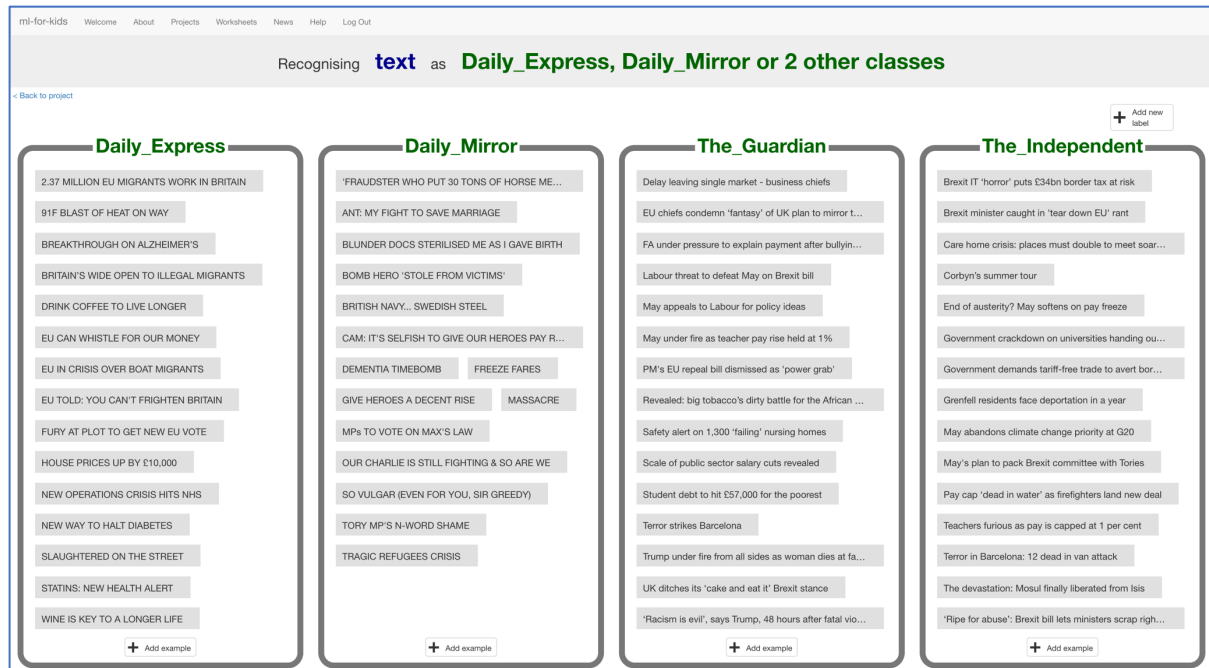 ml-for-kids Welcome About Projects Worksheets News Help Log Out
Recognising text as Daily_Express, Daily_Mirror or 2 other classes
< Back to project
Add new
label
Daily_Express
2.37 MILLION EU MIGRANTS WORK IN BRITAIN
91F BLAST OF HEAT ON WAY
BREAKTHROUGH ON ALZHEIMER'S
BRITAIN'S WIDE OPEN TO ILLEGAL MIGRANTS
DRINK COFFEE TO LIVE LONGER
EU CAN WHISTLE FOR OUR MONEY
EU IN CRISIS OVER BOAT MIGRANTS
EU TOLD: YOU CAN'T FRIGHTEN BRITAIN
FURY AT PLOT TO GET NEW EU VOTE
HOUSE PRICES UP BY £10,000
NEW OPERATIONS CRISIS HITS NHS
NEW WAY TO HALT DIABETES
SLAUGHTERED ON THE STREET
STATINS: NEW HEALTH ALERT
WINE IS KEY TO A LONGER LIFE
Add example
Daily_Mirror
‘FRAUDSTER WHO PUT 30 TONS OF HORSE ME...
ANT: MY FIGHT TO SAVE MARRIAGE
BLUNDER DOCS STERILISED ME AS I GAVE BIRTH
BOMB HERO 'STOLE FROM VICTIMS'
BRITISH NAVY... SWEDISH STEEL
CAM: IT'S SELFISH TO GIVE OUR HEROES PAY R...
DEMENTIA TIMEBOMB FREEZE FARES
GIVE HEROES A DECENT RISE MASSACRE
MPs TO VOTE ON MAX'S LAW
OUR CHARLIE IS STILL FIGHTING & SO ARE WE
SO VULGAR (EVEN FOR YOU, SIR GREEDY)
TORY MP'S N-WORD SHAME
TRAGIC REFUGEES CRISIS
Add example
The_Guardian
Delay leaving single market - business chiefs
EU chiefs condemn ‘fantasy’ of UK plan to mirror t...
FA under pressure to explain payment after bullyin...
Labour threat to defeat May on Brexit bill
May appeals to Labour for policy ideas
May under fire as teacher pay rise held at 1%
PM's EU repeal bill dismissed as ‘power grab’
Revealed: big tobacco's dirty battle for the African ...
Safety alert on 1,300 ‘failing’ nursing homes
Scale of public sector salary cuts revealed
Student debt to hit £57,000 for the poorest
Terror strikes Barcelona
Trump under fire from all sides as woman dies at fa...
UK ditches its ‘cake and eat it’ Brexit stance
‘Racism is evil’, says Trump, 48 hours after fatal vio...
Add example
The_Independent
Brexit IT ‘horror’ puts £34bn border tax at risk
Brexit minister caught in 'tear down EU' rant
Care home crisis: places must double to meet soar...
Corbyn's summer tour
End of austerity? May softens on pay freeze
Government crackdown on universities handing ou...
Government demands tariff-free trade to avert bor...
Grenfell residents face deportation in a year
May abandons climate change priority at G20
May's plan to pack Brexit committee with Tories
Pay cap ‘dead in water’ as firefighters land new deal
Teachers furious as pay is capped at 1 per cent
Terror in Barcelona: 12 dead in van attack
The devastation: Mosul finally liberated from Isis
‘Ripe for abuse’: Brexit bill lets ministers scrap righ...
Add example